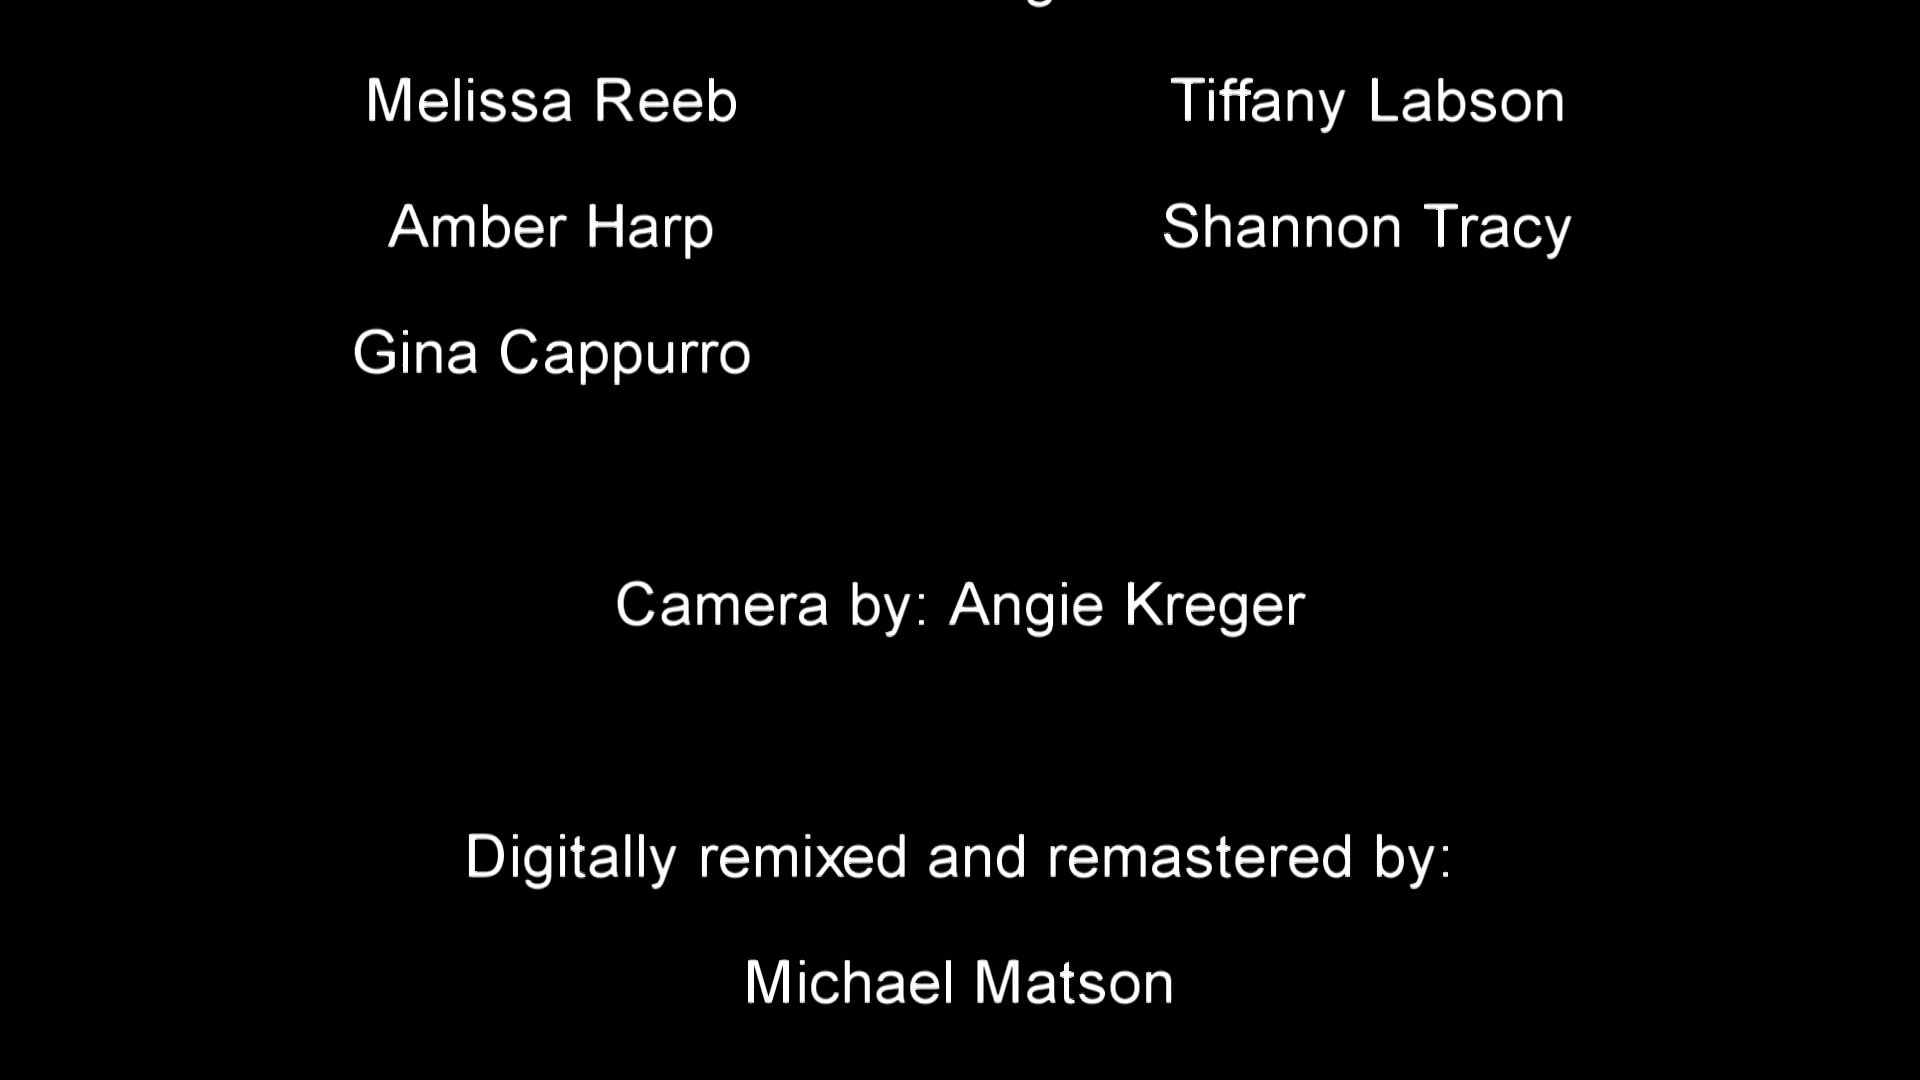 Melissa Reeb Tiffany Labson
Amber Harp Shannon Tracy
Gina Cappurro
Camera by: Angie Kreger
Digitally remixed and remastered by:
Michael Matson